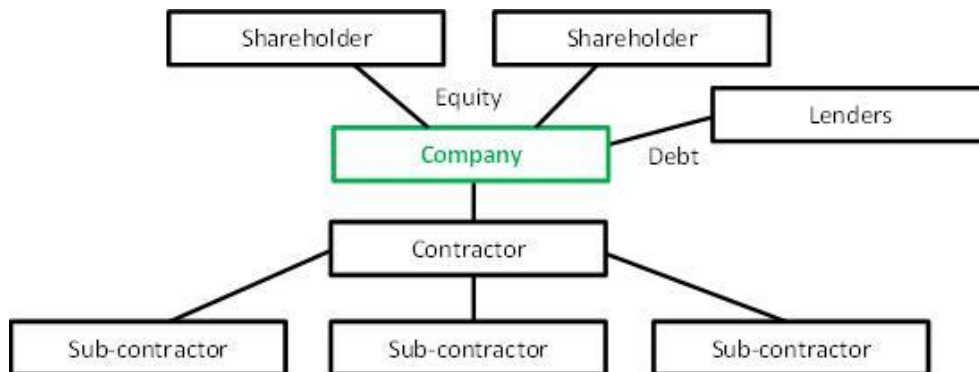 Shareholder
Shareholder
Equity
Lenders
Company
Debt
Contractor
Sub-contractor
Sub-contractor
Sub-contractor